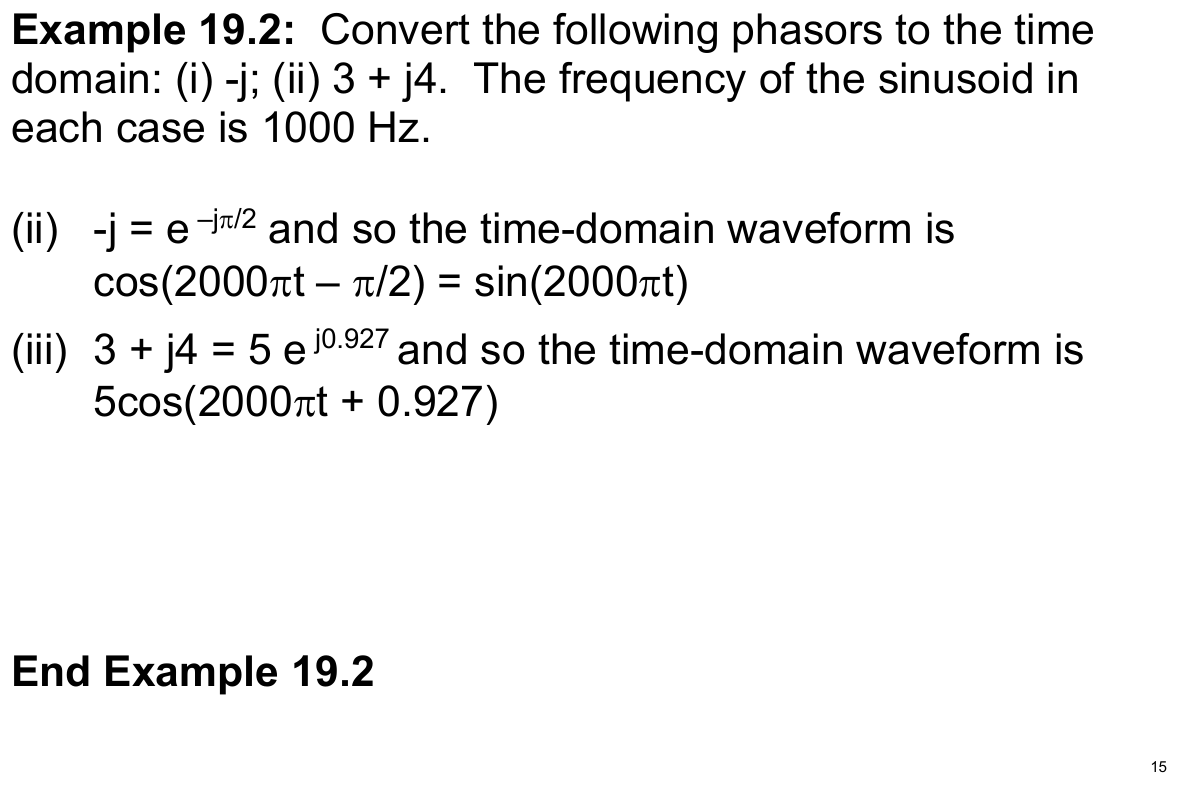 Example 19.2:  Convert the following phasors to the time
domain: (i) -j; (ii) 3 + j4.  The frequency of the sinusoid in
each case is 1000 Hz.
(ii) -j = e –jπ/2 and so the time-domain waveform is
cos(2000πt – π/2) = sin(2000πt)
(iii) 3 + j4 = 5 e j0.927 and so the time-domain waveform is
5cos(2000πt + 0.927)
End Example 19.2
15